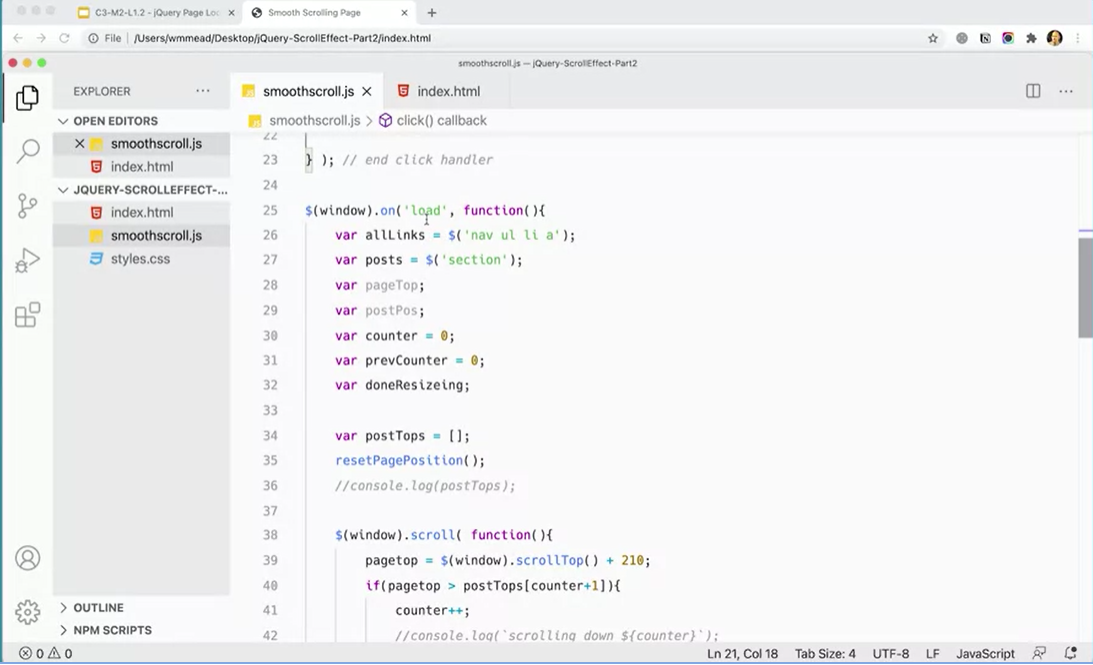 C3-M2-L1.2 - jQuery Page Loc
Smooth Scrolling Page
File /Users/wmmead/Desktop/jQuery-ScrollEffect-Part2/index.html
smoothscroll.js — jQuery-ScrollEffect-Part2
EXPLORER
smoothscroll.js
index.html
smoothscroll.js > click() callback
OPEN EDITORS
smoothscroll.js
index.html
JQUERY-SCROLLEFFECT-...
index.html
smoothscroll.js
styles.css
OUTLINE
NPM SCRIPTS
22
23 } ); // end click handler
24
25 $(window).on('load', function(){
26 var allLinks = $('nav ul li a');
27 var posts = $('section');
28 var pageTop;
29 var postPos;
30 var counter = 0;
31 var prevCounter = 0;
32 var doneResizeing;
33
34 var postTops = [];
35 resetPagePosition();
36 //console.log(postTops);
37
38 $(window).scroll( function(){
39 pagetop = $(window).scrollTop() + 210;
40 if(pagetop > postTops[counter+1]){
41 counter++;
42 //console.log(`scrolling down ${counter}`);
0 0 Ln 21, Col 18 Tab Size: 4 UTF-8 LF JavaScript